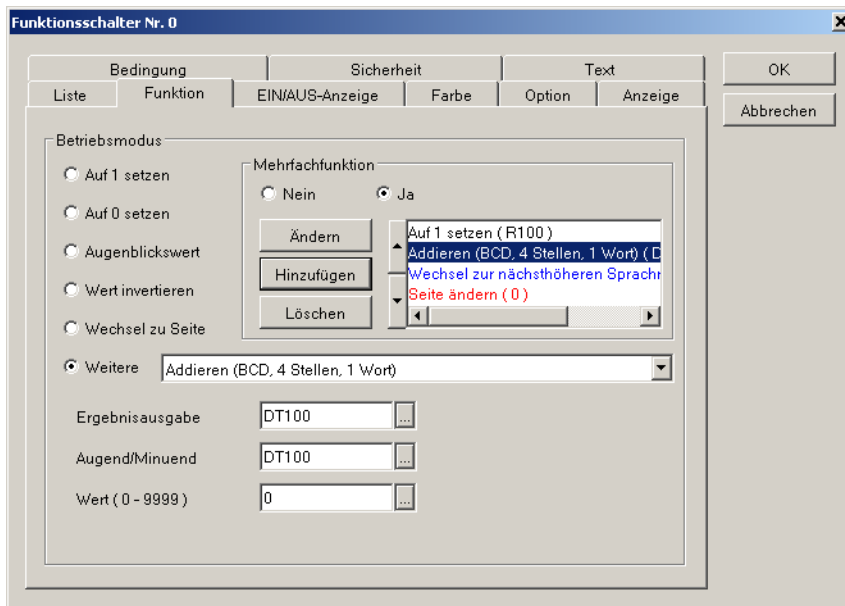 Funktionsschalter Nr. 0
Bedingung Sicherheit Text
Liste Funktion EIN/AUS-Anzeige Farbe Option Anzeige
OK
Abbrechen
Betriebsmodus
Auf 1 setzen
Auf 0 setzen
Augenblickswert
Wert invertieren
Wechsel zu Seite
Weitere Addieren (BCD, 4 Stellen, 1 Wort)
Mehrfachfunktion
Nein Ja
Ändern
Hinzufügen
Löschen
Auf 1 setzen ( R100 )
Addieren (BCD, 4 Stellen, 1 Wort) ( D
Wechsel zur nächsthöheren Sprachr
Seite ändern ( 0 )
Ergebnisausgabe DT100 ...
Augend/Minuend DT100 ...
Wert ( 0 - 9999 ) 0 ...